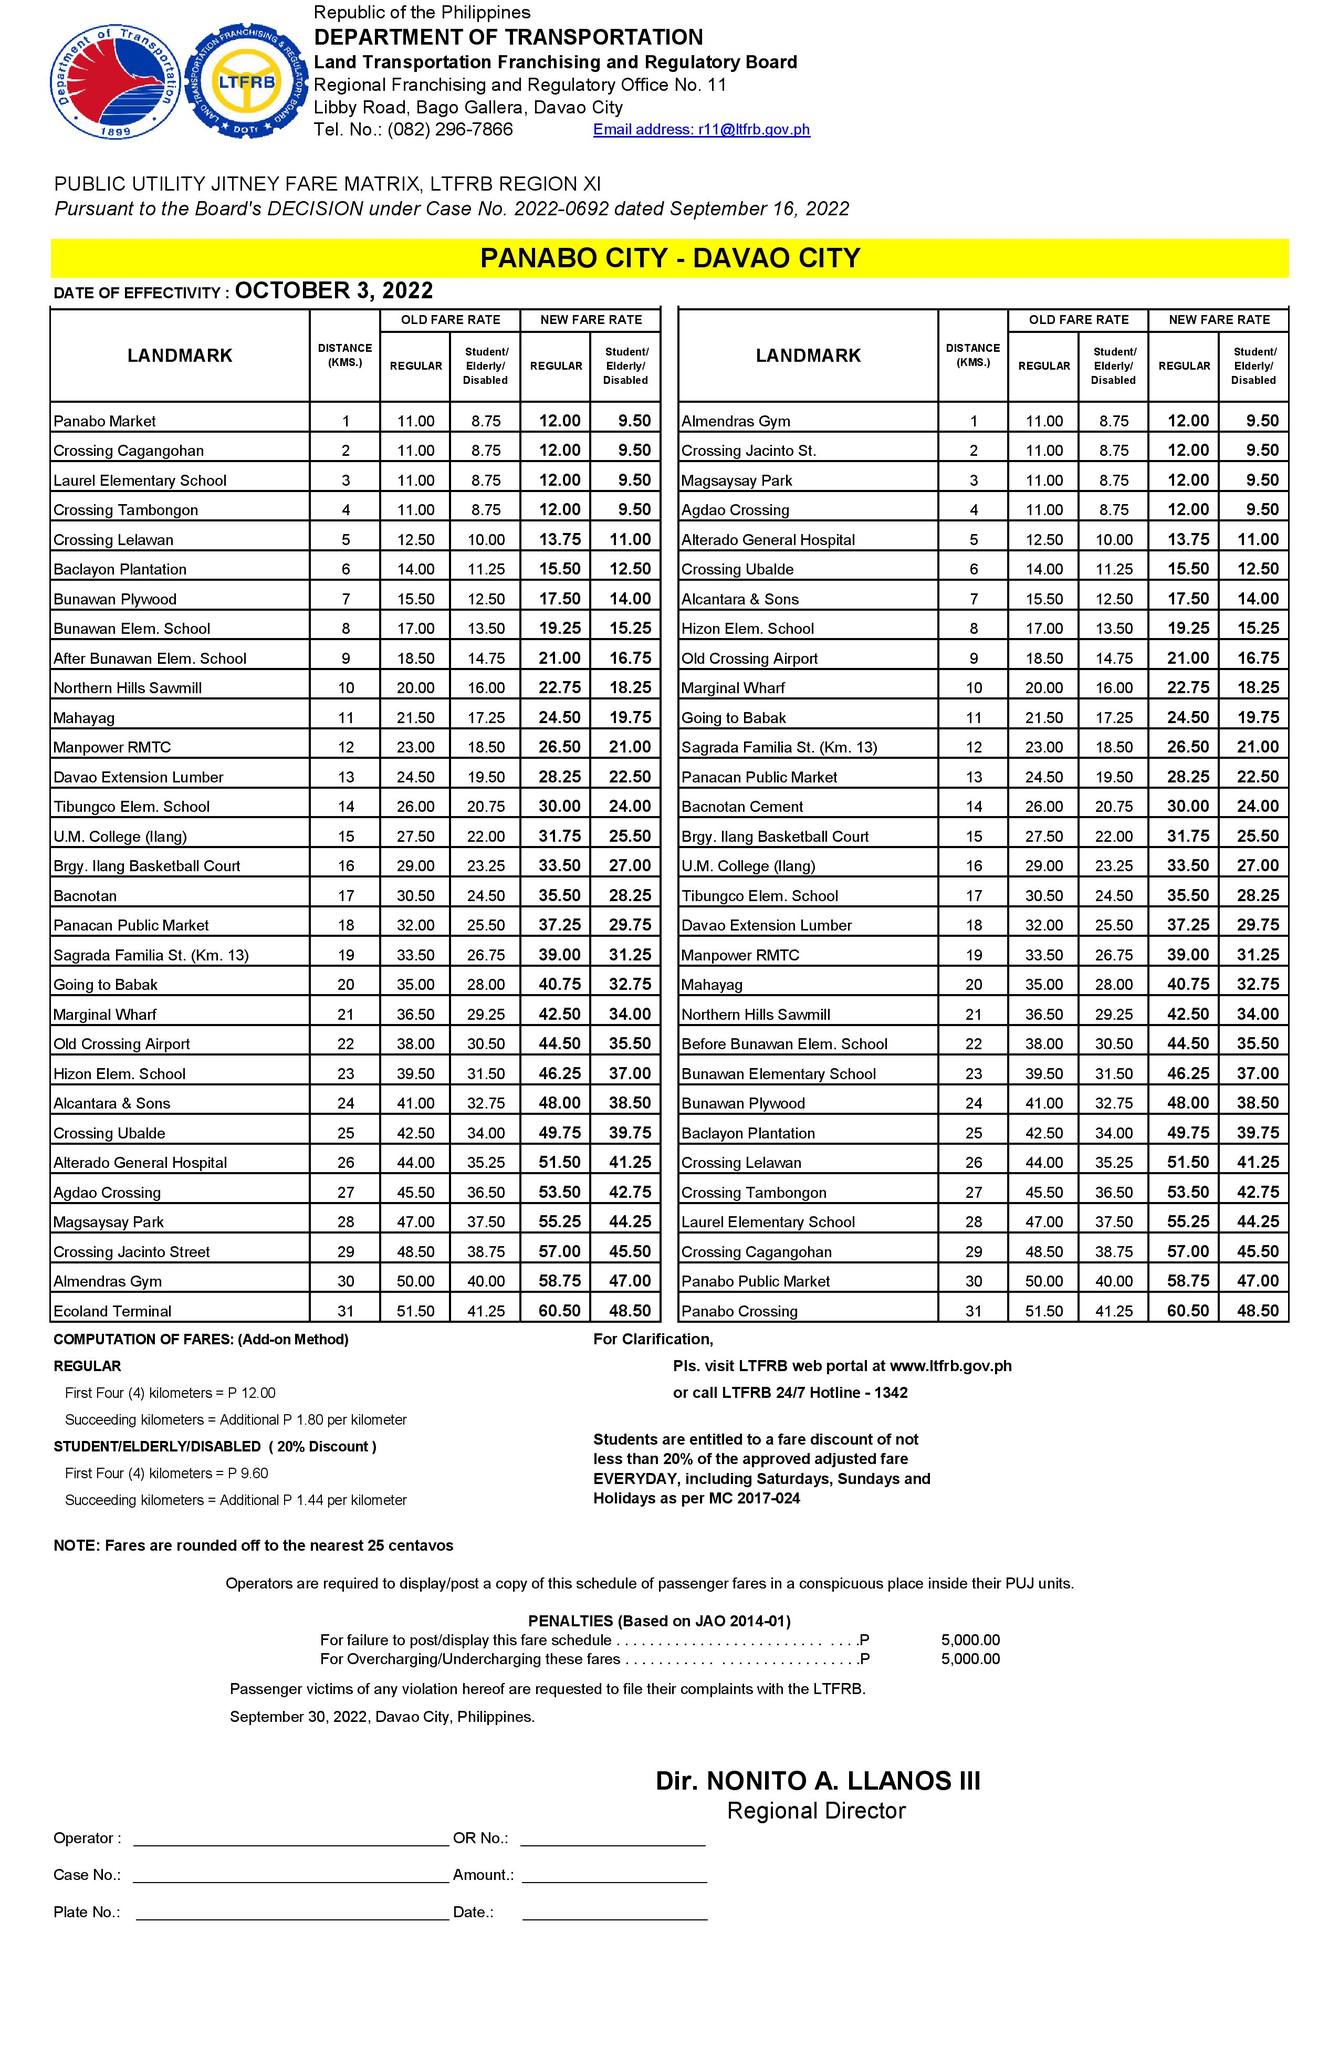 Republic of the Philippines
DEPARTMENT OF TRANSPORTATION
Land Transportation Franchising and Regulatory Board
Regional Franchising and Regulatory Office No. 11
Libby Road, Bago Gallera, Davao City
Tel. No.: (082) 296-7866 Email address: r11@ltfrb.gov.ph
Department of Transportation
1899
LAND TRANSPORTATION FRANCHISING & REGULATORY BOARD
LTFRB
DOTr
PUBLIC UTILITY JITNEY FARE MATRIX, LTFRB REGION XI
Pursuant to the Board's DECISION under Case No. 2022-0692 dated September 16, 2022
PANABO CITY - DAVAO CITY
DATE OF EFFECTIVITY : OCTOBER 3, 2022
LANDMARK DISTANCE (KMS.) OLD FARE RATE NEW FARE RATE
REGULAR Student/ Elderly/ Disabled REGULAR Student/ Elderly/ Disabled
Panabo Market 1 11.00 8.75 12.00 9.50
Crossing Cagangohan 2 11.00 8.75 12.00 9.50
Laurel Elementary School 3 11.00 8.75 12.00 9.50
Crossing Tambongon 4 11.00 8.75 12.00 9.50
Crossing Lelawan 5 12.50 10.00 13.75 11.00
Baclayon Plantation 6 14.00 11.25 15.50 12.50
Bunawan Plywood 7 15.50 12.50 17.50 14.00
Bunawan Elem. School 8 17.00 13.50 19.25 15.25
After Bunawan Elem. School 9 18.50 14.75 21.00 16.75
Northern Hills Sawmill 10 20.00 16.00 22.75 18.25
Mahayag 11 21.50 17.25 24.50 19.75
Manpower RMTC 12 23.00 18.50 26.50 21.00
Davao Extension Lumber 13 24.50 19.50 28.25 22.50
Tibungco Elem. School 14 26.00 20.75 30.00 24.00
U.M. College (Ilang) 15 27.50 22.00 31.75 25.50
Brgy. Ilang Basketball Court 16 29.00 23.25 33.50 27.00
Bacnotan 17 30.50 24.50 35.50 28.25
Panacan Public Market 18 32.00 25.50 37.25 29.75
Sagrada Familia St. (Km. 13) 19 33.50 26.75 39.00 31.25
Going to Babak 20 35.00 28.00 40.75 32.75
Marginal Wharf 21 36.50 29.25 42.50 34.00
Old Crossing Airport 22 38.00 30.50 44.50 35.50
Hizon Elem. School 23 39.50 31.50 46.25 37.00
Alcantara & Sons 24 41.00 32.75 48.00 38.50
Crossing Ubalde 25 42.50 34.00 49.75 39.75
Alterado General Hospital 26 44.00 35.25 51.50 41.25
Agdao Crossing 27 45.50 36.50 53.50 42.75
Magsaysay Park 28 47.00 37.50 55.25 44.25
Crossing Jacinto Street 29 48.50 38.75 57.00 45.50
Almendras Gym 30 50.00 40.00 58.75 47.00
Ecoland Terminal 31 51.50 41.25 60.50 48.50
LANDMARK DISTANCE (KMS.) OLD FARE RATE NEW FARE RATE
REGULAR Student/ Elderly/ Disabled REGULAR Student/ Elderly/ Disabled
Almendras Gym 1 11.00 8.75 12.00 9.50
Crossing Jacinto St. 2 11.00 8.75 12.00 9.50
Magsaysay Park 3 11.00 8.75 12.00 9.50
Agdao Crossing 4 11.00 8.75 12.00 9.50
Alterado General Hospital 5 12.50 10.00 13.75 11.00
Crossing Ubalde 6 14.00 11.25 15.50 12.50
Alcantara & Sons 7 15.50 12.50 17.50 14.00
Hizon Elem. School 8 17.00 13.50 19.25 15.25
Old Crossing Airport 9 18.50 14.75 21.00 16.75
Marginal Wharf 10 20.00 16.00 22.75 18.25
Going to Babak 11 21.50 17.25 24.50 19.75
Sagrada Familia St. (Km. 13) 12 23.00 18.50 26.50 21.00
Panacan Public Market 13 24.50 19.50 28.25 22.50
Bacnotan Cement 14 26.00 20.75 30.00 24.00
Brgy. Ilang Basketball Court 15 27.50 22.00 31.75 25.50
U.M. College (Ilang) 16 29.00 23.25 33.50 27.00
Tibungco Elem. School 17 30.50 24.50 35.50 28.25
Davao Extension Lumber 18 32.00 25.50 37.25 29.75
Manpower RMTC 19 33.50 26.75 39.00 31.25
Mahayag 20 35.00 28.00 40.75 32.75
Northern Hills Sawmill 21 36.50 29.25 42.50 34.00
Before Bunawan Elem. School 22 38.00 30.50 44.50 35.50
Bunawan Elementary School 23 39.50 31.50 46.25 37.00
Bunawan Plywood 24 41.00 32.75 48.00 38.50
Baclayon Plantation 25 42.50 34.00 49.75 39.75
Crossing Lelawan 26 44.00 35.25 51.50 41.25
Crossing Tambongon 27 45.50 36.50 53.50 42.75
Laurel Elementary School 28 47.00 37.50 55.25 44.25
Crossing Cagangohan 29 48.50 38.75 57.00 45.50
Panabo Public Market 30 50.00 40.00 58.75 47.00
Panabo Crossing 31 51.50 41.25 60.50 48.50
COMPUTATION OF FARES: (Add-on Method)
REGULAR
First Four (4) kilometers = P 12.00
Succeeding kilometers = Additional P 1.80 per kilometer
STUDENT/ELDERLY/DISABLED ( 20% Discount )
First Four (4) kilometers = P 9.60
Succeeding kilometers = Additional P 1.44 per kilometer
For Clarification,
Pls. visit LTFRB web portal at www.ltfrb.gov.ph
or call LTFRB 24/7 Hotline - 1342
Students are entitled to a fare discount of not
less than 20% of the approved adjusted fare
EVERYDAY, including Saturdays, Sundays and
Holidays as per MC 2017-024
NOTE: Fares are rounded off to the nearest 25 centavos
Operators are required to display/post a copy of this schedule of passenger fares in a conspicuous place inside their PUJ units.
PENALTIES (Based on JAO 2014-01)
For failure to post/display this fare schedule . . . . . . . . . . . . . . . . . . . . . . . . . . . . .P 5,000.00
For Overcharging/Undercharging these fares . . . . . . . . . . . . . . . . . . . . . . . . . . . .P 5,000.00
Passenger victims of any violation hereof are requested to file their complaints with the LTFRB.
September 30, 2022, Davao City, Philippines.
Dir. NONITO A. LLANOS III
Regional Director
Operator : OR No.:
Case No.: Amount.:
Plate No.: Date.: